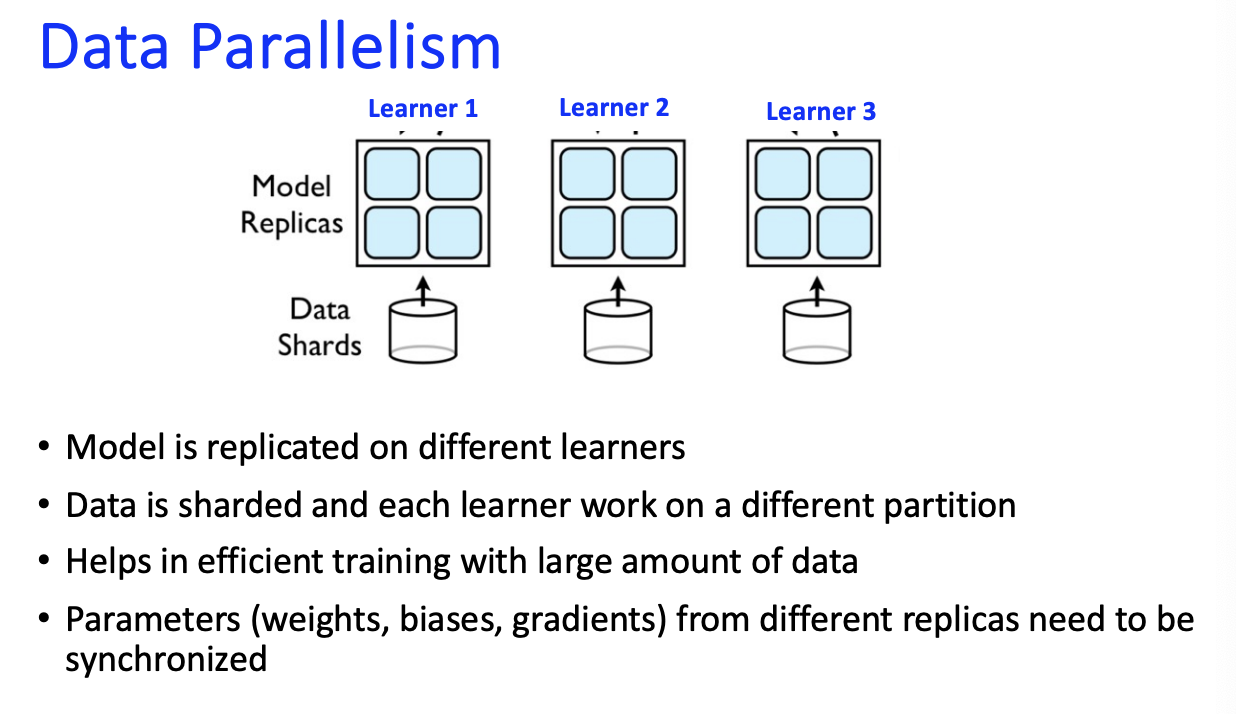 Data Parallelism
Learner 1
Learner 2
Learner 3
Model
Replicas
Data
Shards
• Model is replicated on different learners
• Data is sharded and each learner work on a different partition
• Helps in efficient training with large amount of data
• Parameters (weights, biases, gradients) from different replicas need to be
synchronized